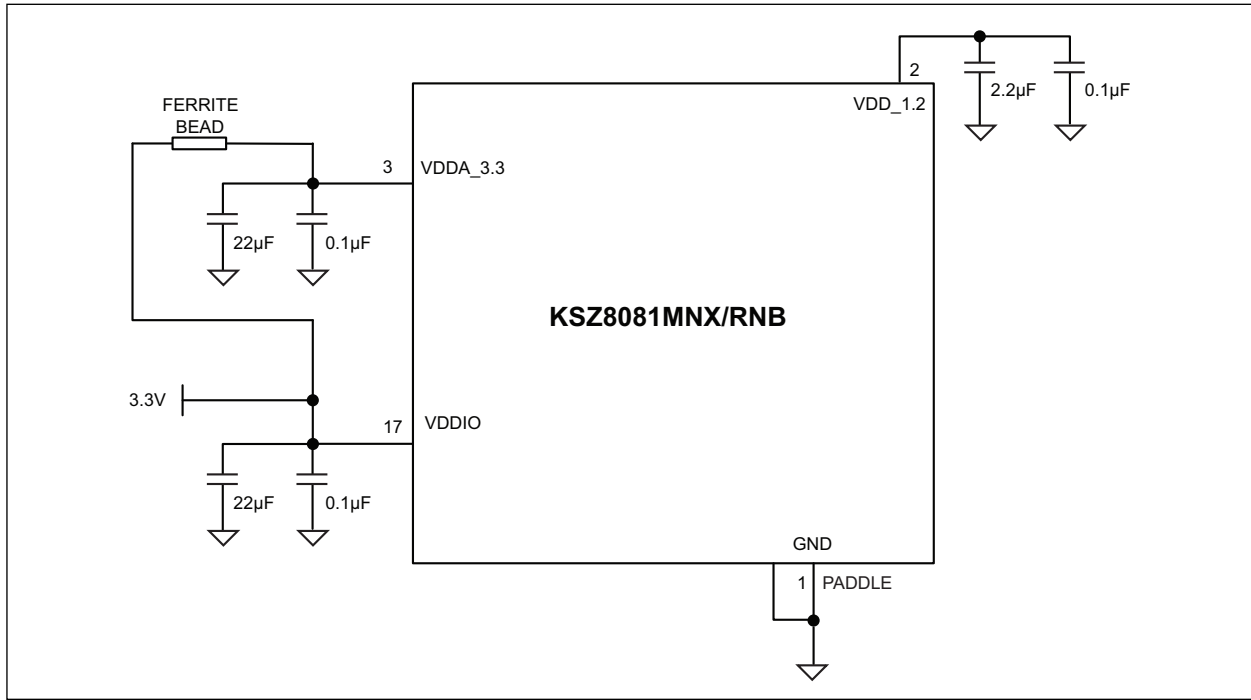 2
VDD_1.2
2.2µF
0.1µF
FERRITE
BEAD
3
VDDA_3.3
22µF
0.1µF
KSZ8081MNX/RNB
3.3V
17
VDDIO
22µF
0.1µF
GND
1
PADDLE